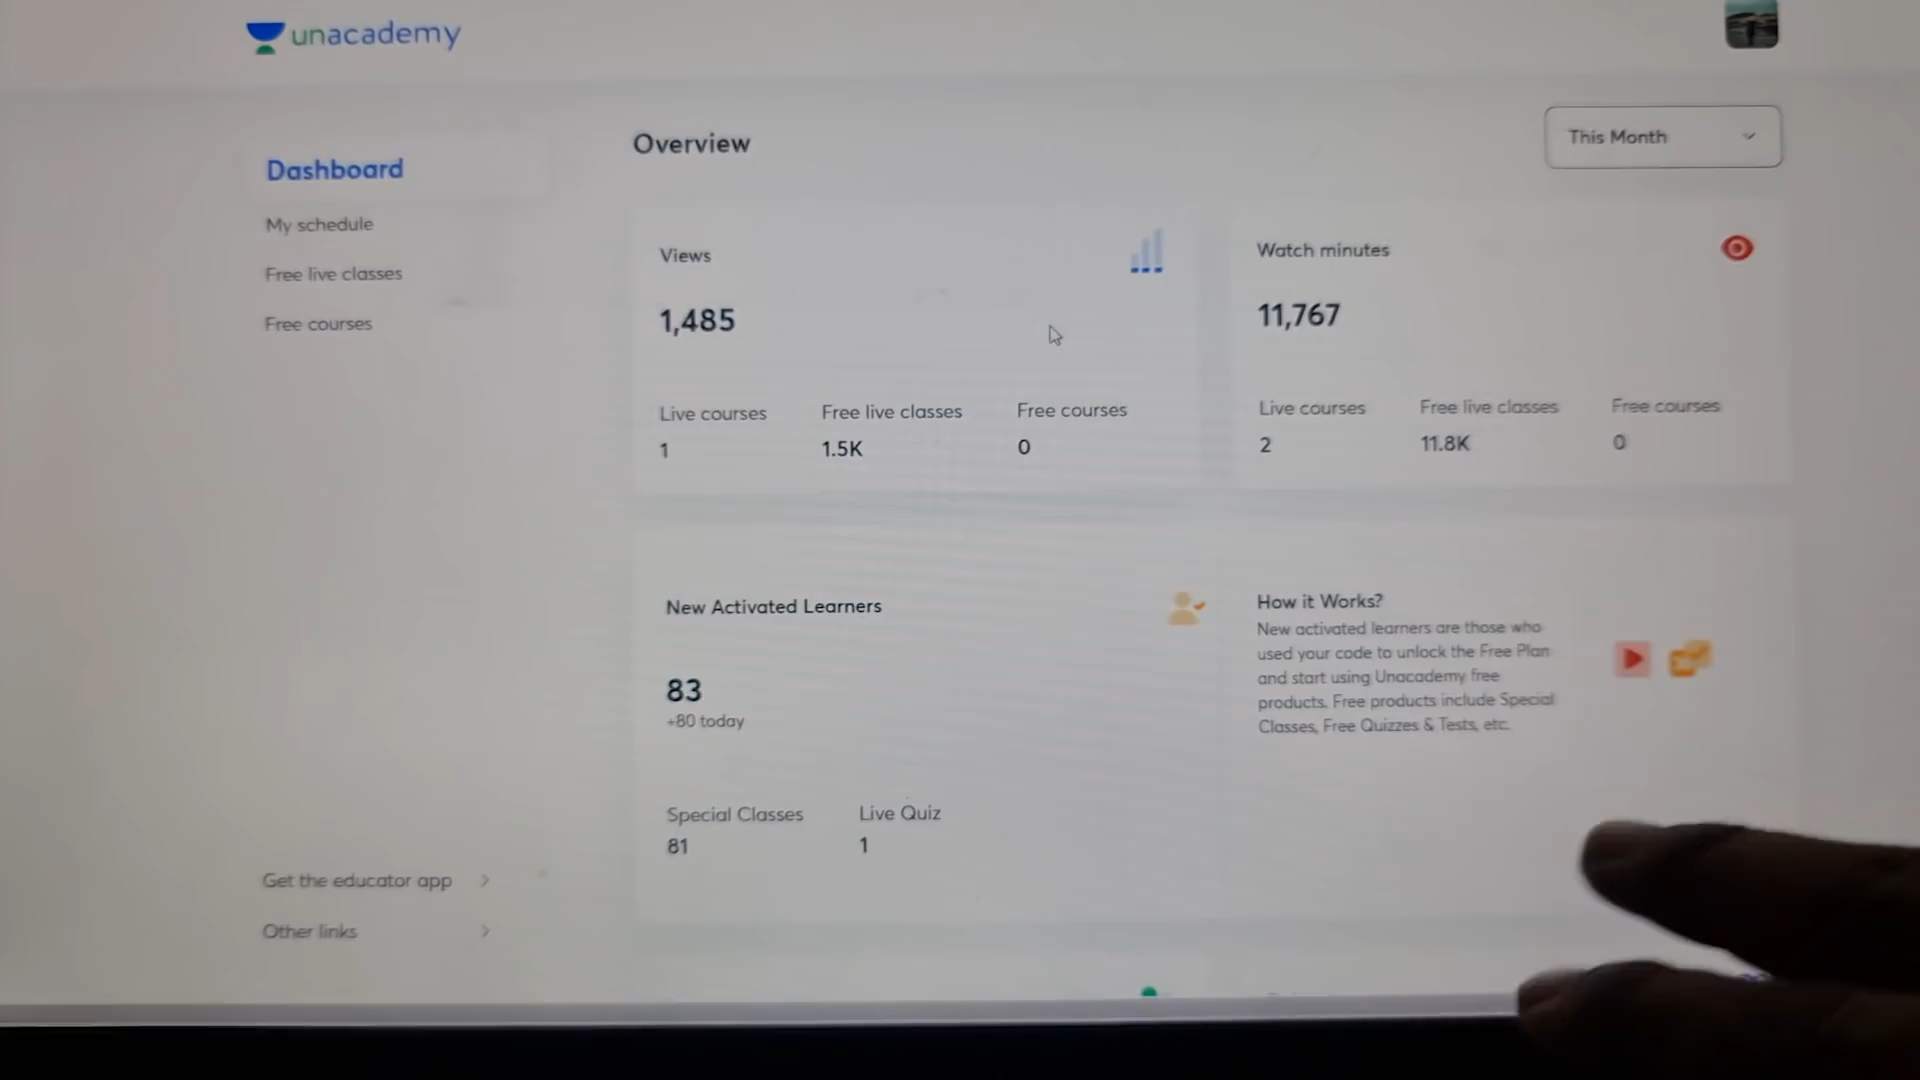 unacademy
Dashboard
My schedule
Free live classes
Free courses
Get the educator app
Other links
Overview
This Month
Views
1,485
Live courses
1
Free live classes
1.5K
Free courses
0
Watch minutes
11,767
Live courses
2
Free live classes
11.8K
Free courses
0
New Activated Learners
83
+80 today
Special Classes
81
Live Quiz
1
How it Works?
New activated learners are those who
used your code to unlock the Free Plan
and start using Unacademy free
products. Free products include Special
Classes, Free Quizzes & Tests, etc.